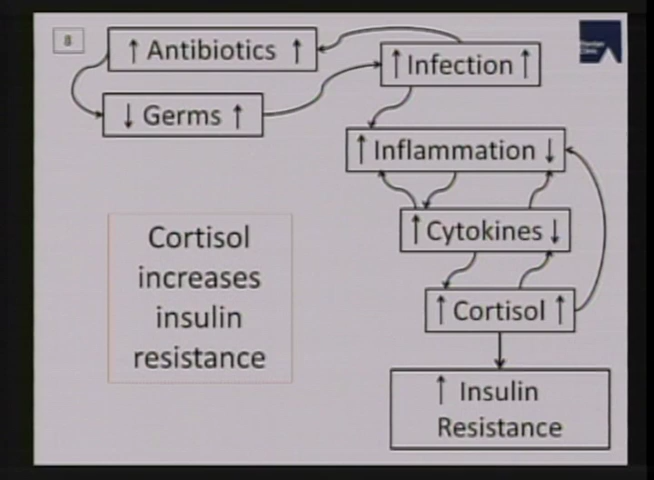 8
↑ Antibiotics ↑
↑ Infection ↑
↓ Germs ↑
↑ Inflammation ↓
↑ Cytokines ↓
Cortisol
increases
insulin
resistance
↑ Cortisol ↑
↑ Insulin
Resistance